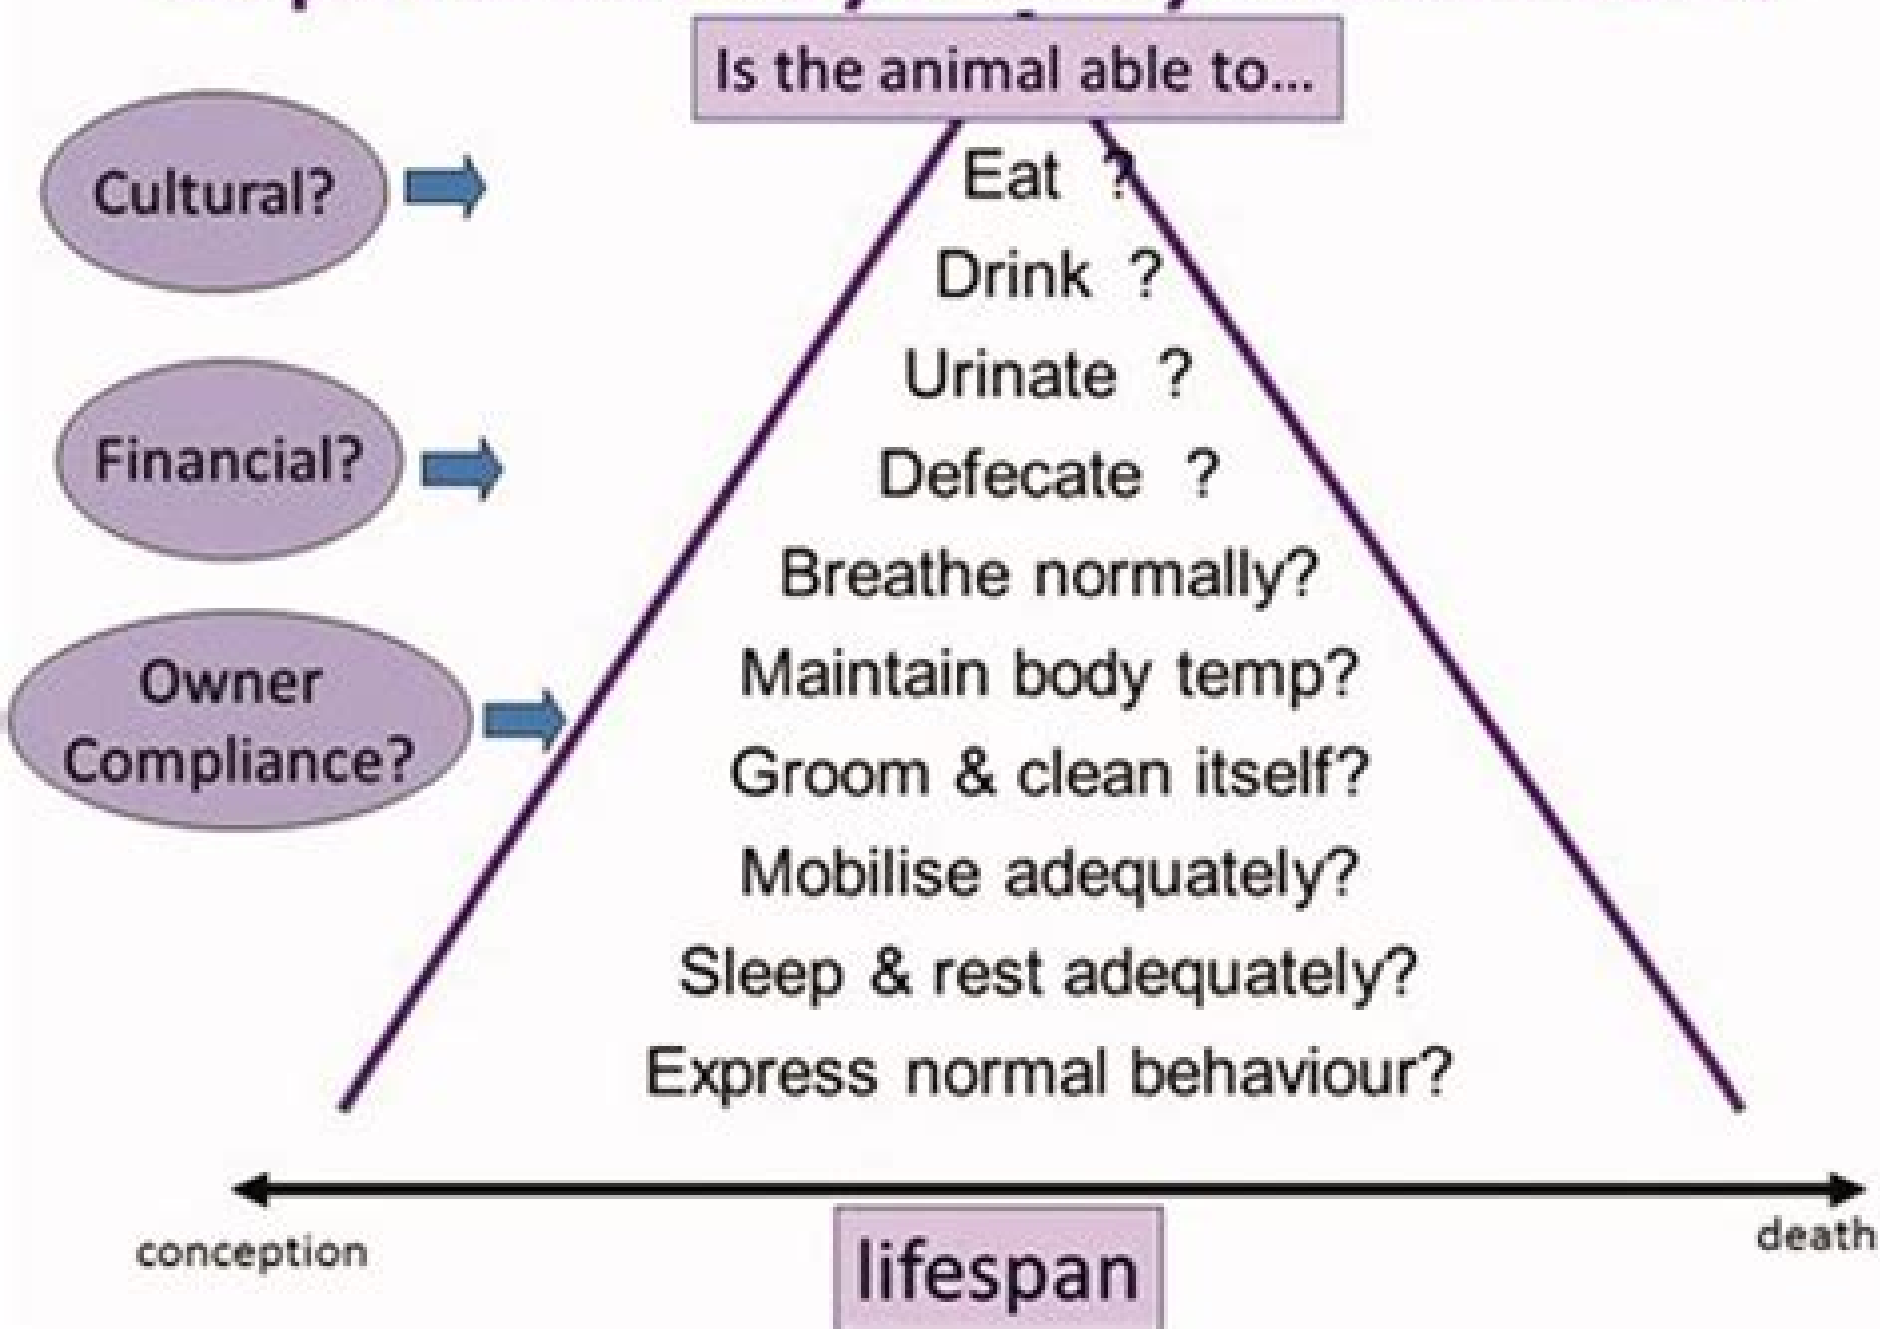 Is the animal able to...
Cultural?
Eat ?
Drink ?
Urinate ?
Financial?
Defecate ?
Breathe normally?
Owner
Compliance?
Maintain body temp?
Groom & clean itself?
Mobilise adequately?
Sleep & rest adequately?
Express normal behaviour?
conception
death
lifespan